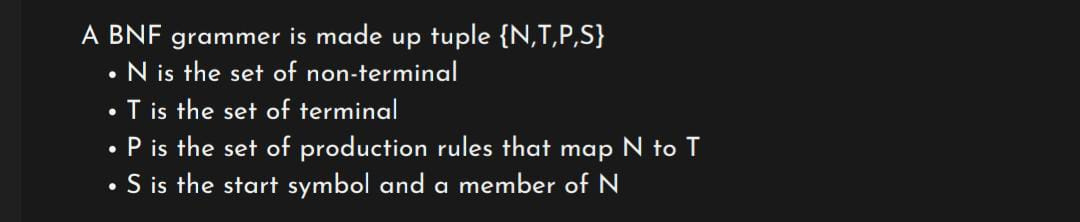 A BNF grammer is made up tuple {N,T,P,S}
• N is the set of non-terminal
• T is the set of terminal
• P is the set of production rules that map N to T
• S is the start symbol and a member of N